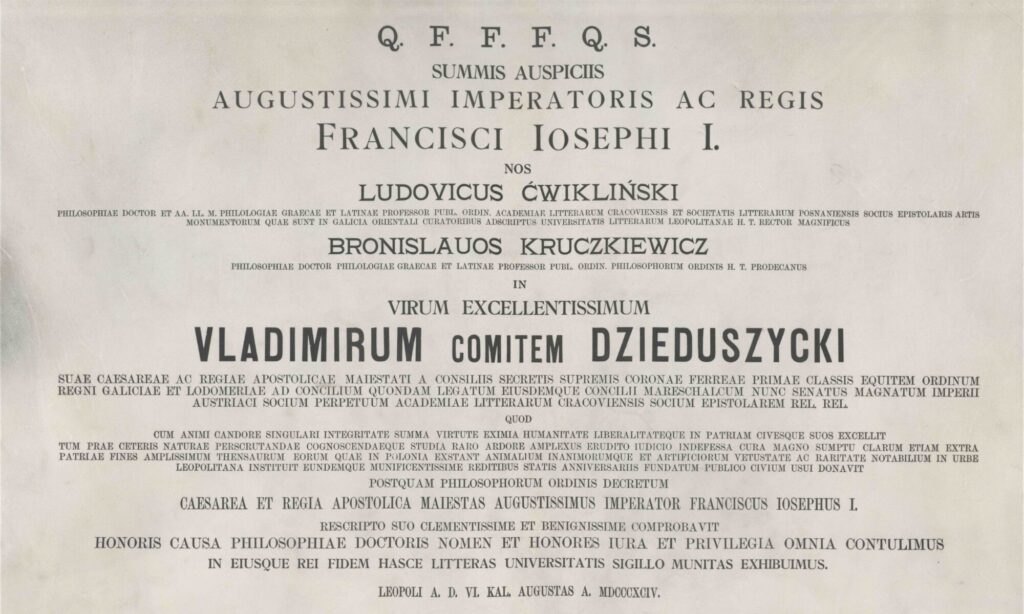 Q. F. F. F. Q. S.
SUMMIS AUSPICIIS
AUGUSTISSIMI IMPERATORIS AC REGIS
FRANCISCI IOSEPHI I.
NOS
LUDOVICUS ĆWIKLIŃSKI
PHILOSOPHIAE DOCTOR ET AA. LL. M. PHILOLOGIAE GRAECAE ET LATINAE PROFESSOR PUBL. ORDIN. ACADEMIAE LITTERARUM CRACOVIENSIS ET SOCIETATIS LITTERARUM POSNANIENSIS SOCIUS EPISTOLARIS ARTIS
MONUMENTORUM QUAE SUNT IN GALICIA ORIENTALI CURATORIBUS ADSCRIPTUS UNIVERSITATIS LITTERARUM LEOPOLITANAE H. T. RECTOR MAGNIFICUS
BRONISLAUOS KRUCZKIEWICZ
PHILOSOPHIAE DOCTOR PHILOLOGIAE GRAECAE ET LATINAE PROFESSOR PUBL. ORDIN. PHILOSOPHORUM ORDINIS H. T. PRODECANUS
IN
VIRUM EXCELLENTISSIMUM
VLADIMIRUM COMITEM DZIEDUSZYCKI
SUAE CAESAREAE AC REGIAE APOSTOLICAE MAIESTATI A CONSILIIS SECRETIS SUPREMIS CORONAE FERREAE PRIMAE CLASSIS EQUITEM ORDINUM
REGNI GALICIAE ET LODOMERIAE AD CONCILIUM QUONDAM LEGATUM EIUSDEMQUE CONCILII MARESCHALCUM NUNC SENATUS MAGNATUM IMPERII
AUSTRIACI SOCIUM PERPETUUM ACADEMIAE LITTERARUM CRACOVIENSIS SOCIUM EPISTOLAREM REL. REL.
QUOD
CUM ANIMI CANDORE SINGULARI INTEGRITATE SUMMA VIRTUTE EXIMIA HUMANITATE LIBERALITATEQUE IN PATRIAM CIVESQUE SUOS EXCELLIT
TUM PRAE CETERIS NATURAE PERSCRUTANDAE COGNOSCENDAEQUE STUDIA RARO ARDORE AMPLEXUS ERUDITO IUDICIO INDEFESSA CURA MAGNO SUMPTU CLARUM ETIAM EXTRA
PATRIAE FINES AMPLISSIMUM THENSAURUM EORUM QUAE IN POLONIA EXSTANT ANIMALIUM INANIMORUMQUE ET ARTIFICIORUM VETUSTATE AC RARITATE NOTABILIUM IN URBE
LEOPOLITANA INSTITUIT EUNDEMQUE MUNIFICENTISSIME REDITIBUS STATIS ANNIVERSARIIS FUNDATUM PUBLICO CIVIUM USUI DONAVIT
POSTQUAM PHILOSOPHORUM ORDINIS DECRETUM
CAESAREA ET REGIA APOSTOLICA MAIESTAS AUGUSTISSIMUS IMPERATOR FRANCISCUS IOSEPHUS I.
RESCRIPTO SUO CLEMENTISSIME ET BENIGNISSIME COMPROBAVIT
HONORIS CAUSA PHILOSOPHIAE DOCTORIS NOMEN ET HONORES IURA ET PRIVILEGIA OMNIA CONTULIMUS
IN EIUSQUE REI FIDEM HASCE LITTERAS UNIVERSITATIS SIGILLO MUNITAS EXHIBUIMUS.
LEOPOLI A. D. VI. KAL. AUGUSTAS A. MDCCCXCIV.